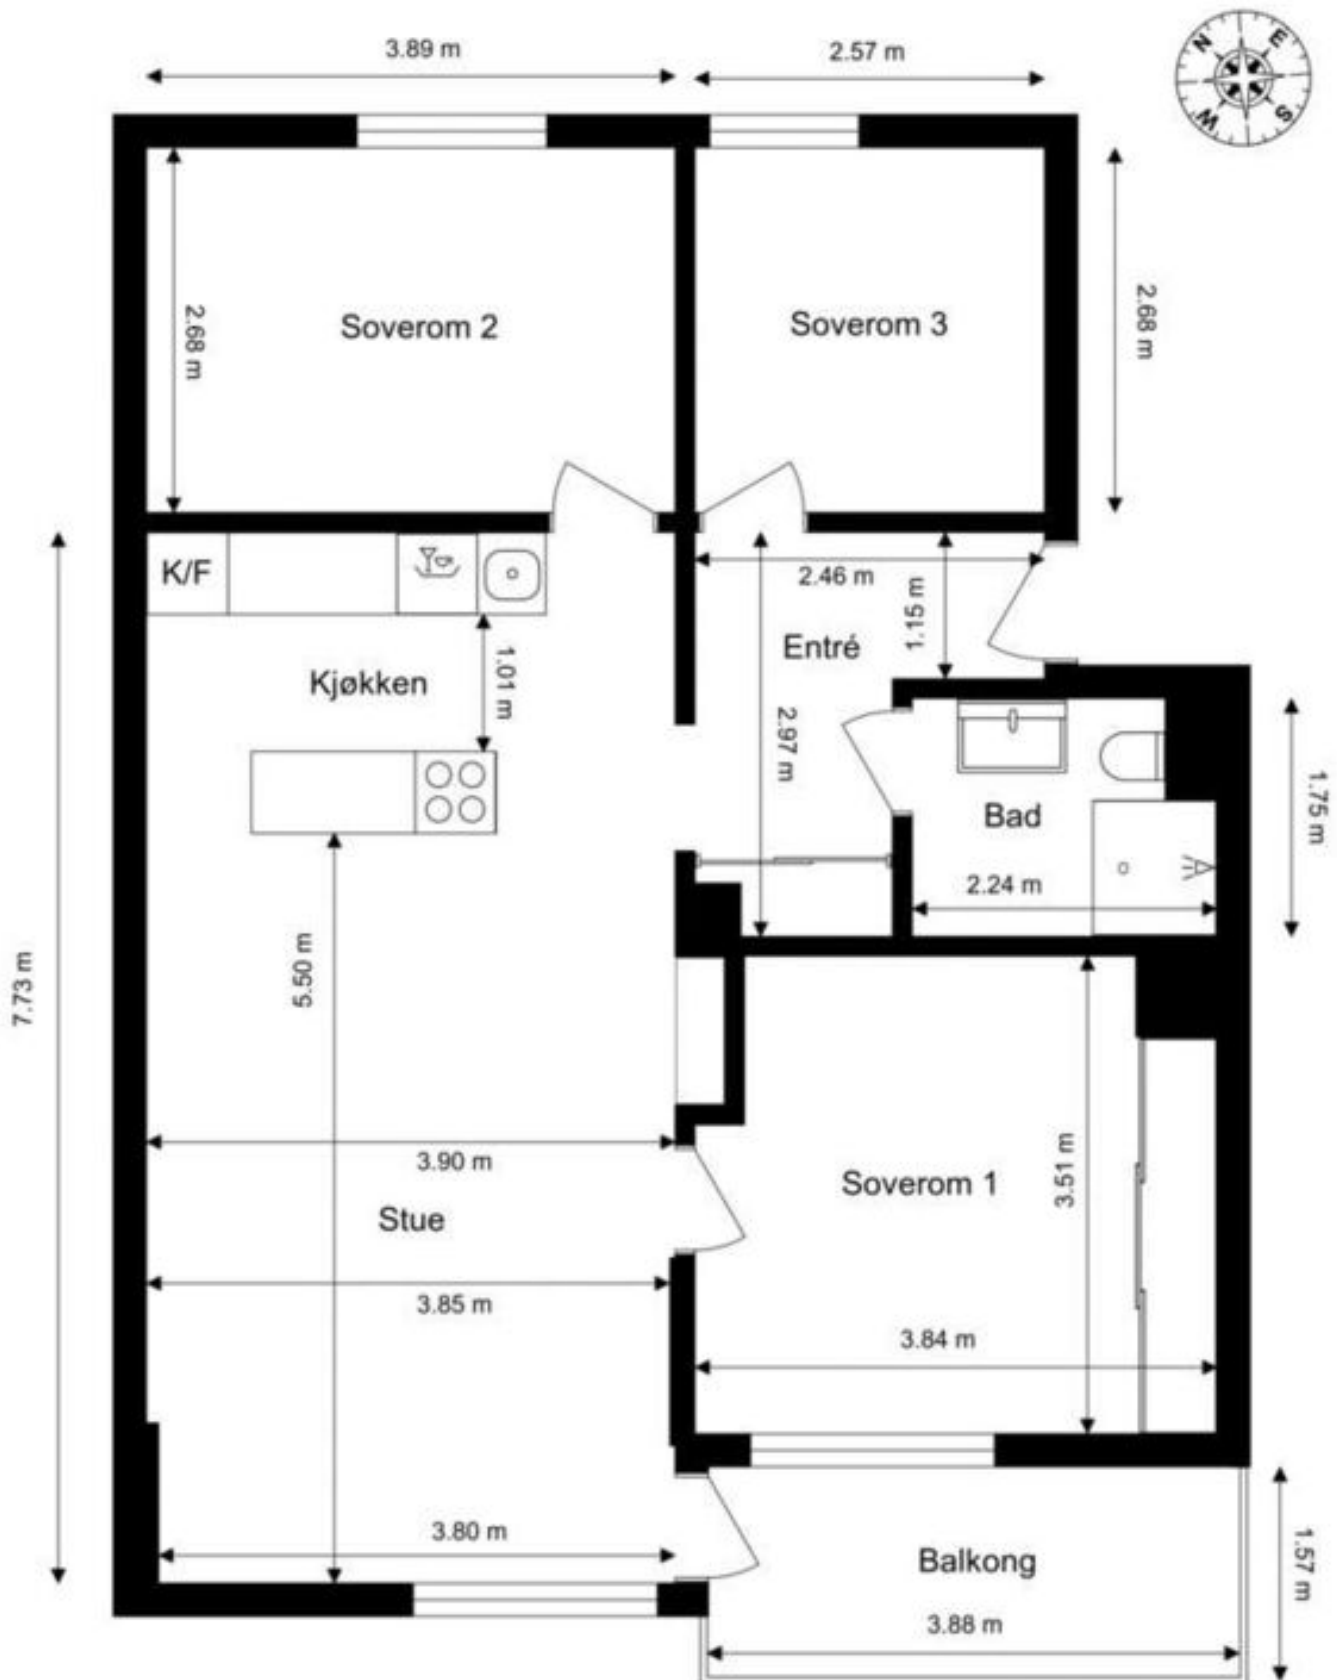 3.89 m
2.57 m
N
E
S
W
2.68 m
Soverom 2
Soverom 3
2.68 m
K/F
2.46 m
1.15 m
Entré
Kjøkken
1.01 m
2.97 m
1.75 m
Bad
2.24 m
7.73 m
5.50 m
3.90 m
Stue
3.51 m
Soverom 1
3.85 m
3.84 m
3.80 m
Balkong
1.57 m
3.88 m